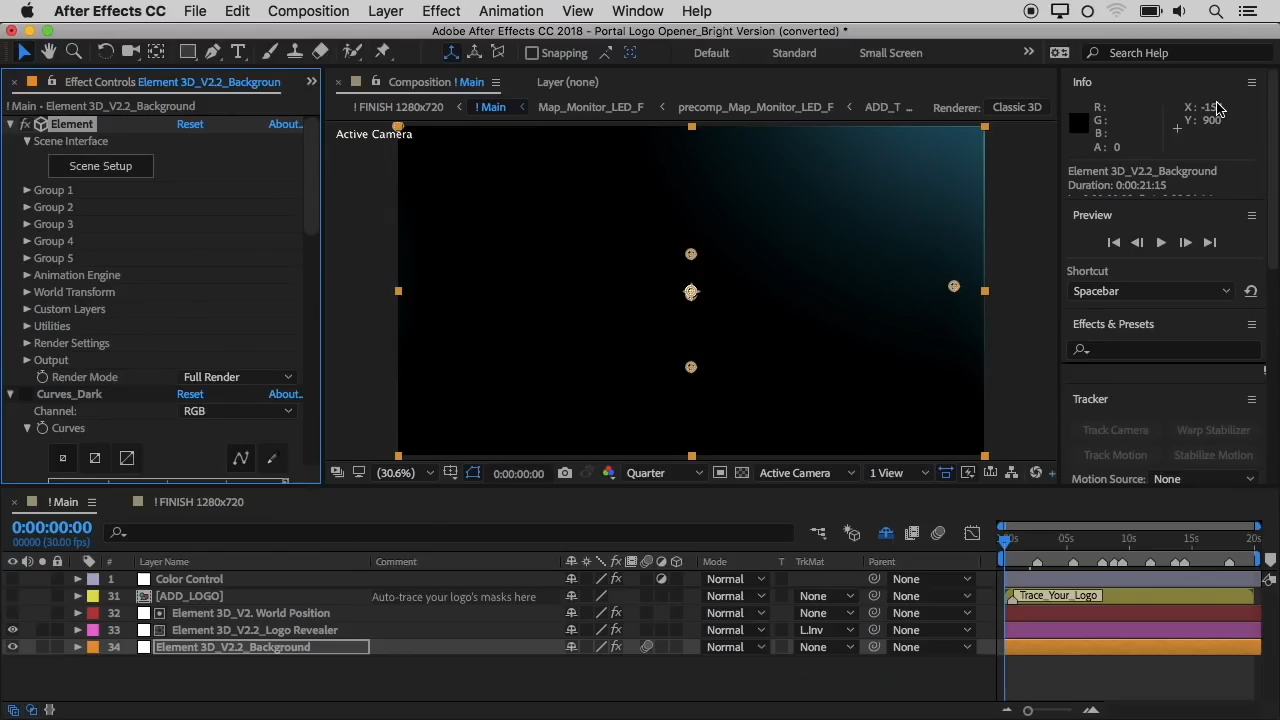 After Effects CC File Edit Composition Layer Effect Animation View Window Help
Adobe After Effects CC 2018 - Portal Logo Opener_Bright Version (converted) *
Snapping Default Standard Small Screen Search Help
Effect Controls Element 3D_V2.2_Backgroun
! Main - Element 3D_V2.2_Background
Element Reset About..
Scene Interface
Scene Setup
Group 1
Group 2
Group 3
Group 4
Group 5
Animation Engine
World Transform
Custom Layers
Utilities
Render Settings
Output
Render Mode Full Render
Curves_Dark Reset About..
Channel: RGB
Curves
Composition ! Main Layer (none)
! FINISH 1280x720 ! Main Map_Monitor_LED_F precomp_Map_Monitor_LED_F ADD_T ... Renderer: Classic 3D
Active Camera
(30.6%) 0:00:00:00 Quarter Active Camera 1 View
Info
R: X: -15
G: Y: 900
B:
A: 0
Element 3D_V2.2_Background
Duration: 0:00:21:15
Preview
Shortcut
Spacebar
Effects & Presets
Tracker
Track Camera Warp Stabilizer
Track Motion Stabilize Motion
Motion Source: None
! Main ! FINISH 1280x720
0:00:00:00
00000 (30.00 fps)
# Layer Name Comment Mode T TrkMat Parent
05s 10s 15s 20s
1 Color Control Normal None
31 [ADD_LOGO] Auto-trace your logo's masks here Normal None None
Trace_Your_Logo
32 Element 3D_V2. World Position Normal None None
33 Element 3D_V2.2_Logo Revealer Normal L.Inv None
34 Element 3D_V2.2_Background Normal None None